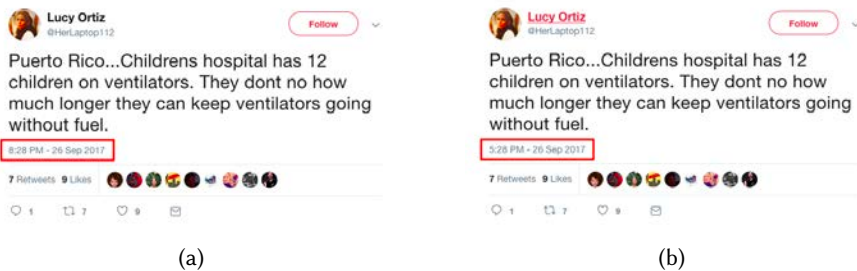 Lucy Ortiz
@HerLaptop112
Follow
Puerto Rico...Childrens hospital has 12
children on ventilators. They dont no how
much longer they can keep ventilators going
without fuel.
8:28 PM - 26 Sep 2017
7 Retweets 9 Likes
1 7 9
(a)
Lucy Ortiz
@HerLaptop112
Follow
Puerto Rico...Childrens hospital has 12
children on ventilators. They dont no how
much longer they can keep ventilators going
without fuel.
5:28 PM - 26 Sep 2017
7 Retweets 9 Likes
1 7 9
(b)